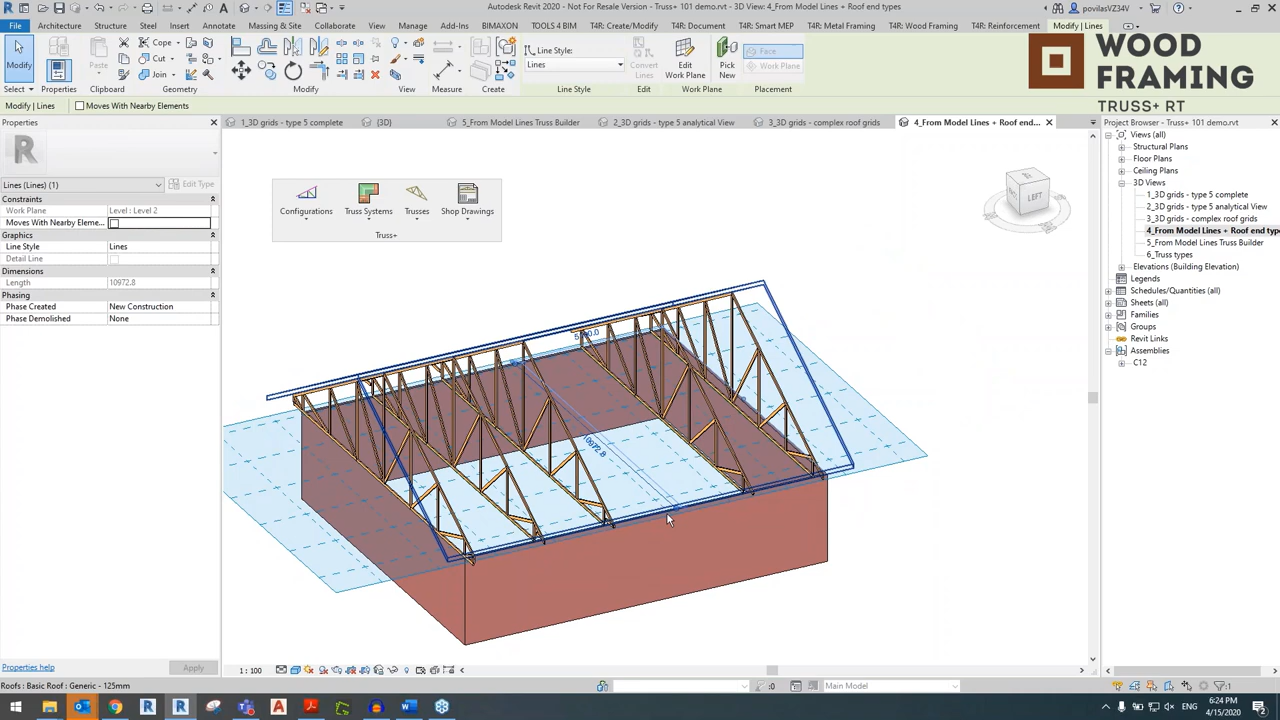 Autodesk Revit 2020 - Not For Resale Version - Truss+ 101 demo.rvt - 3D View: 4_From Model Lines + Roof end types
povilasVZ34V
File Architecture Structure Steel Systems Insert Annotate Analyze Massing & Site Collaborate View Manage Add-Ins BIMAXON TOOLS 4 BIM T4R: Create/Modify T4R: Document T4R: Smart MEP T4R: Metal Framing T4R: Wood Framing T4R: Reinforcement Modify | Lines
Modify
Paste
Cope
Cut
Join
Line Style:
Lines
Convert
Lines
Edit
Work Plane
Pick
New
Face
Work Plane
Select Properties Clipboard Geometry Modify View Measure Create Line Style Edit Work Plane Placement
WOOD
FRAMING
TRUSS+ RT
Modify | Lines
Moves With Nearby Elements
Properties
1_3D grids - type 5 complete
{3D}
5_From Model Lines Truss Builder
2_3D grids - type 5 analytical View
3_3D grids - complex roof grids
4_From Model Lines + Roof end...
Project Browser - Truss+ 101 demo.rvt
Lines (Lines) (1)
Edit Type
Constraints
Work Plane Level : Level 2
Moves With Nearby Eleme...
Graphics
Line Style Lines
Detail Line
Dimensions
Length 10972.8
Phasing
Phase Created New Construction
Phase Demolished None
Configurations
Truss Systems
Trusses
Shop Drawings
Truss+
LEFT
10972.8
Views (all)
Structural Plans
Floor Plans
Ceiling Plans
3D Views
1_3D grids - type 5 complete
2_3D grids - type 5 analytical View
3_3D grids - complex roof grids
4_From Model Lines + Roof end type
5_From Model Lines Truss Builder
6_Truss types
Elevations (Building Elevation)
Legends
Schedules/Quantities (all)
Sheets (all)
Families
Groups
Revit Links
Assemblies
C12
Properties help
Apply
1 : 100
Roofs : Basic Roof : Generic - 125mm
:0
Main Model
:1
ENG
6:24 PM
4/15/2020
2